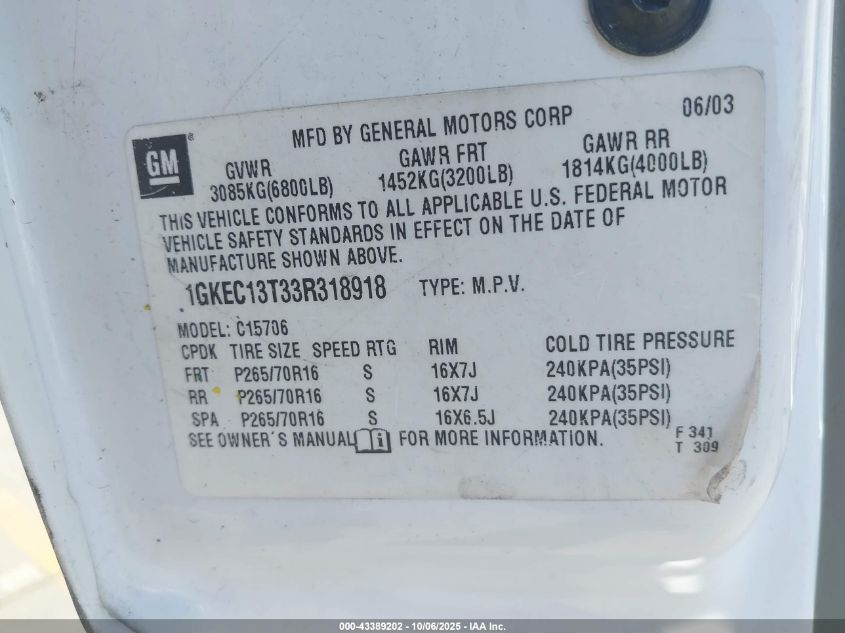 06/03
MFD BY GENERAL MOTORS CORP
GM®
GVWR GAWR FRT GAWR RR
3085KG(6800LB) 1452KG(3200LB) 1814KG(4000LB)
THIS VEHICLE CONFORMS TO ALL APPLICABLE U.S. FEDERAL MOTOR
VEHICLE SAFETY STANDARDS IN EFFECT ON THE DATE OF
MANUFACTURE SHOWN ABOVE.
1GKEC13T33R318918 TYPE: M.P.V.
MODEL: C15706
CPDK TIRE SIZE SPEED RTG RIM COLD TIRE PRESSURE
FRT P265/70R16 S 16X7J 240KPA(35PSI)
RR P265/70R16 S 16X7J 240KPA(35PSI)
SPA P265/70R16 S 16X6.5J 240KPA(35PSI)
SEE OWNER'S MANUAL i FOR MORE INFORMATION.
F 341
T 309
000-43389202 - 10/06/2025 - IAA Inc.